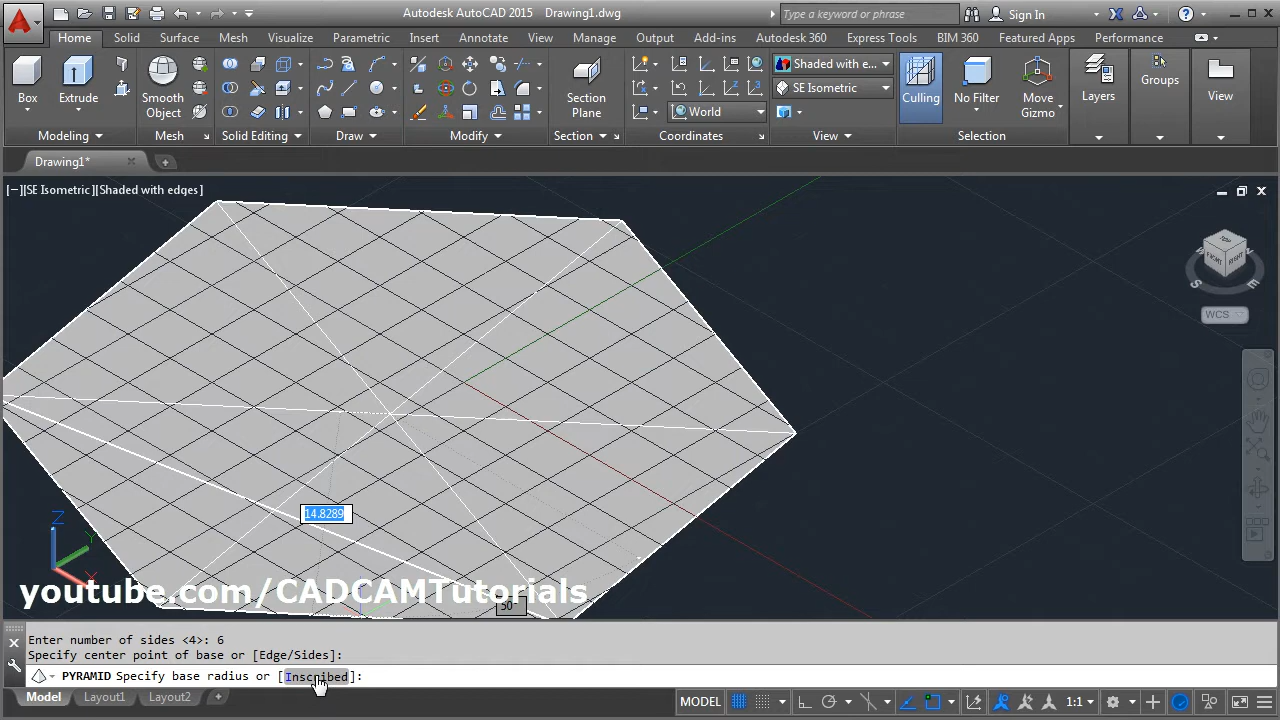 Autodesk AutoCAD 2015 Drawing1.dwg
Type a keyword or phrase
Sign In
Home Solid Surface Mesh Visualize Parametric Insert Annotate View Manage Output Add-ins Autodesk 360 Express Tools BIM 360 Featured Apps Performance
Box
Extrude
Smooth Object
Section Plane
World
Shaded with e...
SE Isometric
Culling
No Filter
Move Gizmo
Layers
Groups
View
Modeling Mesh Solid Editing Draw Modify Section Coordinates View Selection
Drawing1*
[−][SE Isometric][Shaded with edges]
TOP
FRONT
RIGHT
S
E
WCS
14.8289
Z
Y
X
youtube.com/CADCAMTutorials
50°
Enter number of sides <4>: 6
Specify center point of base or [Edge/Sides]:
PYRAMID Specify base radius or [Inscribed]:
Model Layout1 Layout2 +
MODEL
1:1